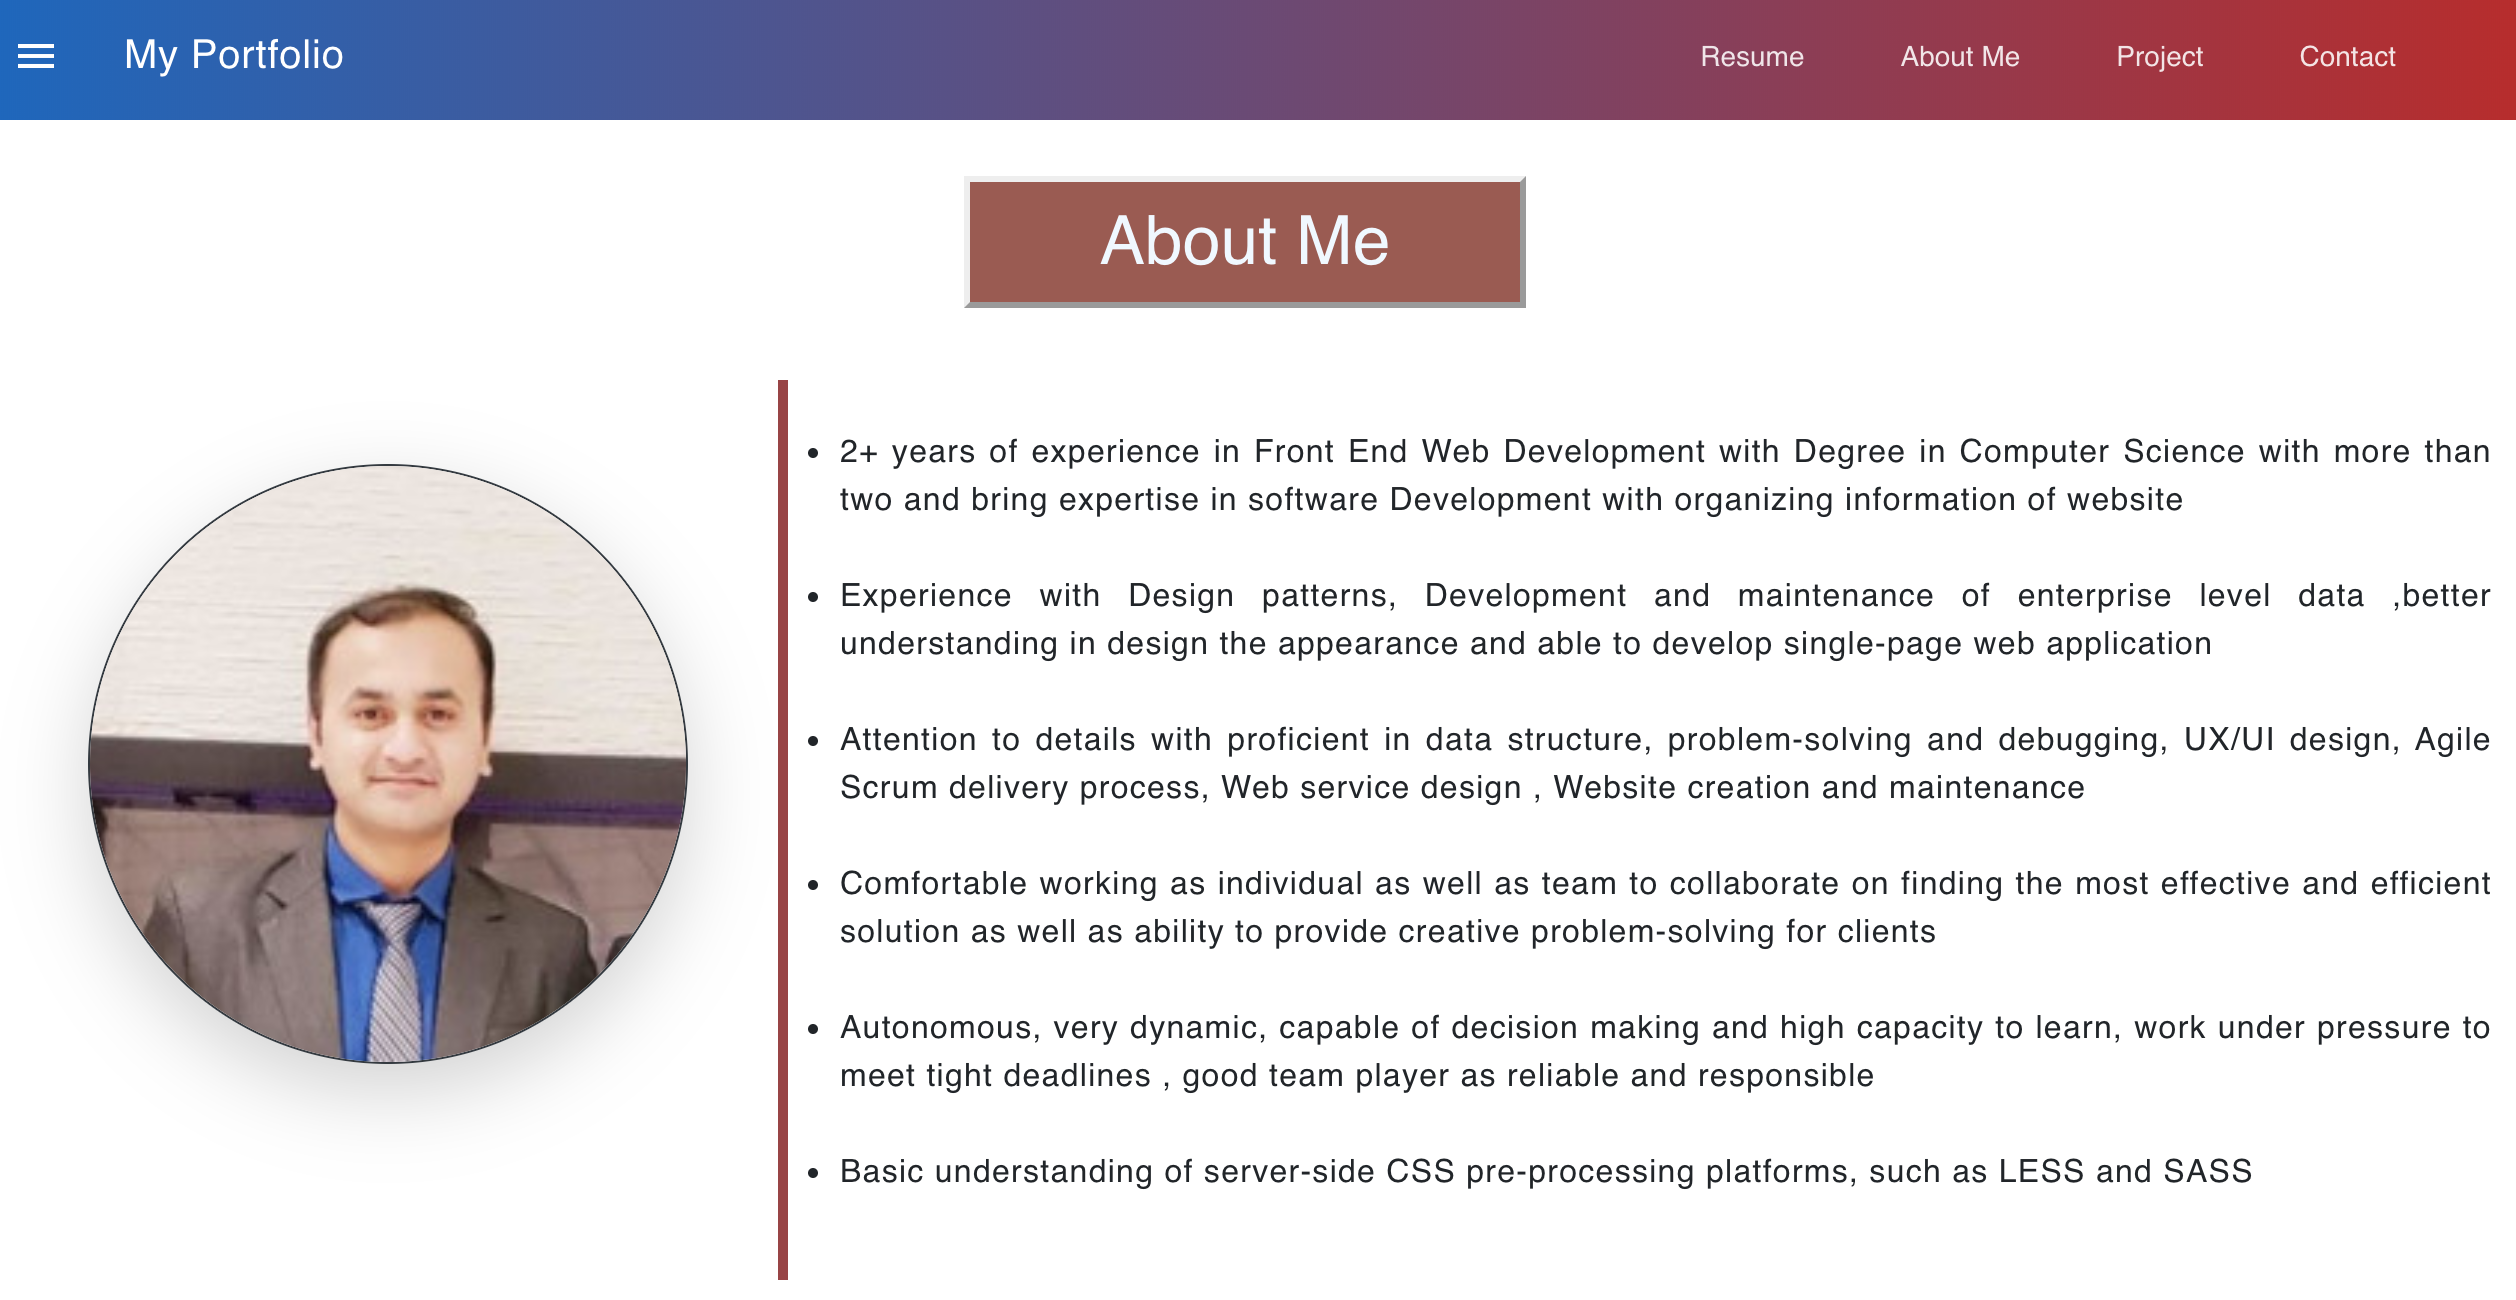 My Portfolio
Resume
About Me
Project
Contact
About Me
2+ years of experience in Front End Web Development with Degree in Computer Science with more than
two and bring expertise in software Development with organizing information of website
Experience with Design patterns, Development and maintenance of enterprise level data ,better
understanding in design the appearance and able to develop single-page web application
Attention to details with proficient in data structure, problem-solving and debugging, UX/UI design, Agile
Scrum delivery process, Web service design , Website creation and maintenance
Comfortable working as individual as well as team to collaborate on finding the most effective and efficient
solution as well as ability to provide creative problem-solving for clients
Autonomous, very dynamic, capable of decision making and high capacity to learn, work under pressure to
meet tight deadlines , good team player as reliable and responsible
Basic understanding of server-side CSS pre-processing platforms, such as LESS and SASS